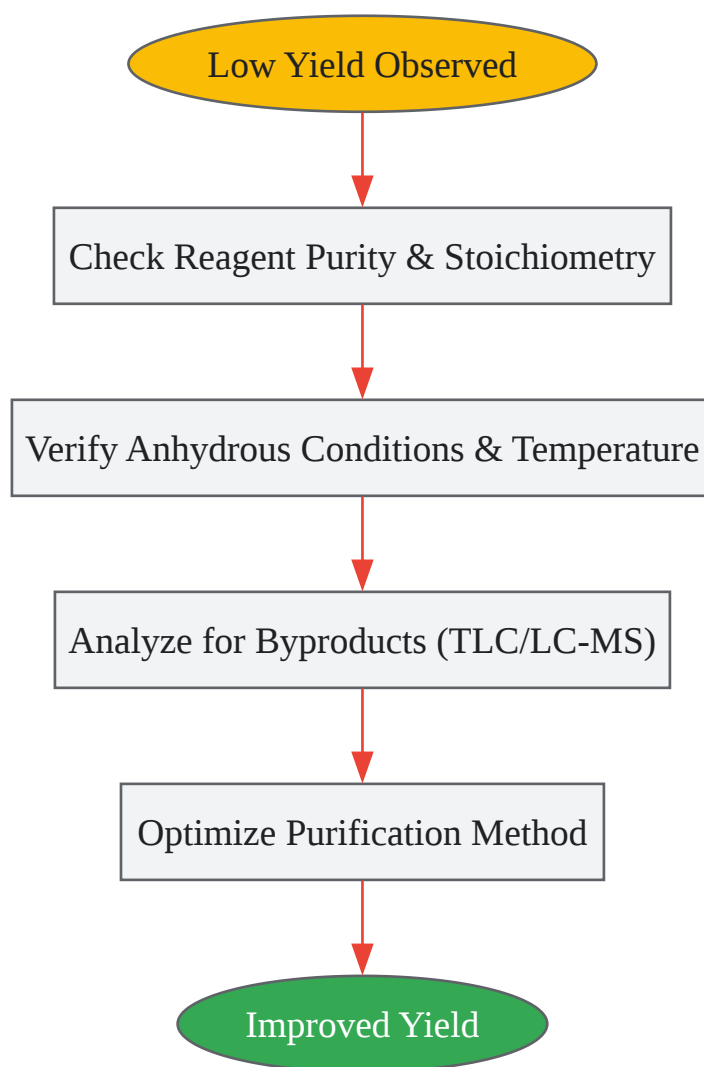 Low Yield Observed
Check Reagent Purity & Stoichiometry
Verify Anhydrous Conditions & Temperature
Analyze for Byproducts (TLC/LC-MS)
Optimize Purification Method
Improved Yield